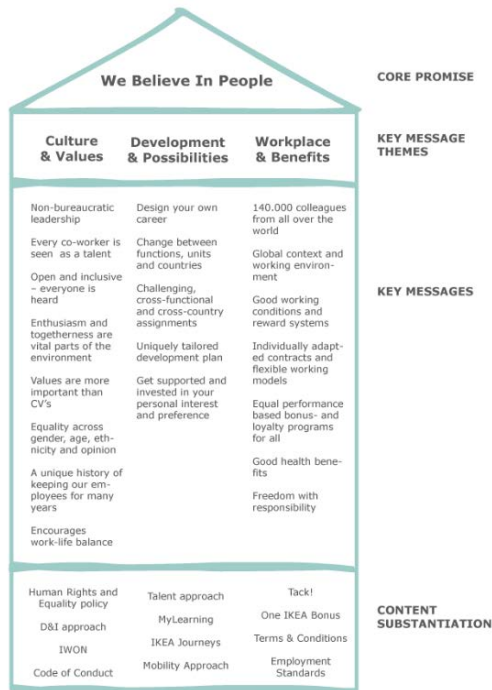 We Believe In People
CORE PROMISE
Culture
& Values
Development
& Possibilities
Workplace
& Benefits
KEY MESSAGE
THEMES
Non-bureaucratic
leadership
Every co-worker is
seen as a talent
Open and inclusive
– everyone is
heard
Enthusiasm and
togetherness are
vital parts of the
environment
Values are more
important than
CV's
Equality across
gender, age, eth-
nicity and opinion
A unique history of
keeping our em-
ployees for many
years
Encourages
work-life balance
Design your own
career
Change between
functions, units
and countries
Challenging,
cross-functional
and cross-country
assignments
Uniquely tailored
development plan
Get supported and
invested in your
personal interest
and preference
140.000 colleagues
from all over the
world
Global context and
working environ-
ment
Good working
conditions and
reward systems
Individually adapt-
ed contracts and
flexible working
models
Equal performance
based bonus- and
loyalty programs
for all
Good health bene-
fits
Freedom with
responsibility
KEY MESSAGES
Human Rights and
Equality policy
D&I approach
IWON
Code of Conduct
Talent approach
MyLearning
IKEA Journeys
Mobility Approach
Tack!
One IKEA Bonus
Terms & Conditions
Employment
Standards
CONTENT
SUBSTANTIATION